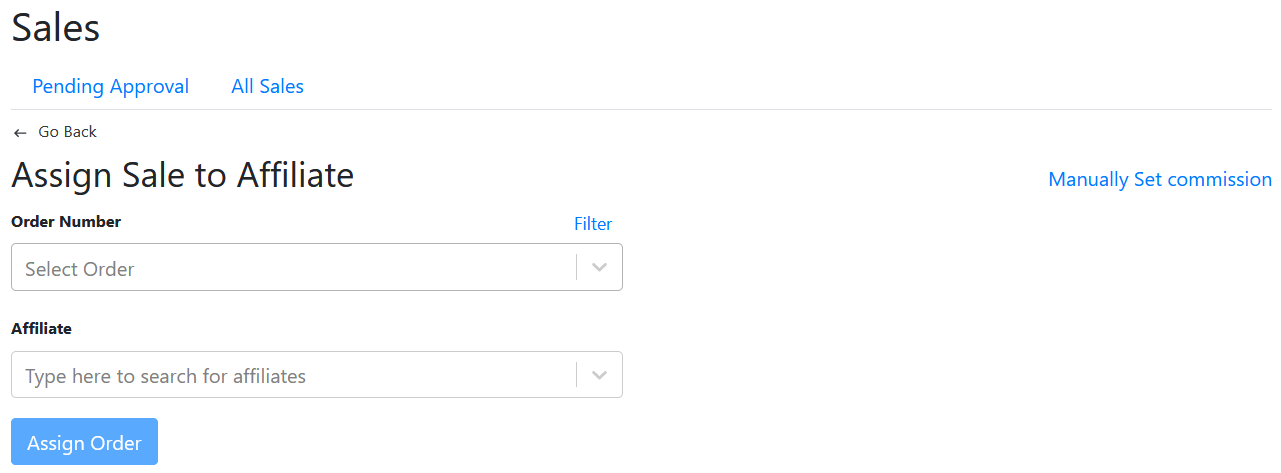 Sales
Pending Approval All Sales
← Go Back
Assign Sale to Affiliate Manually Set commission
Order Number Filter
Select Order
Affiliate
Type here to search for affiliates
Assign Order